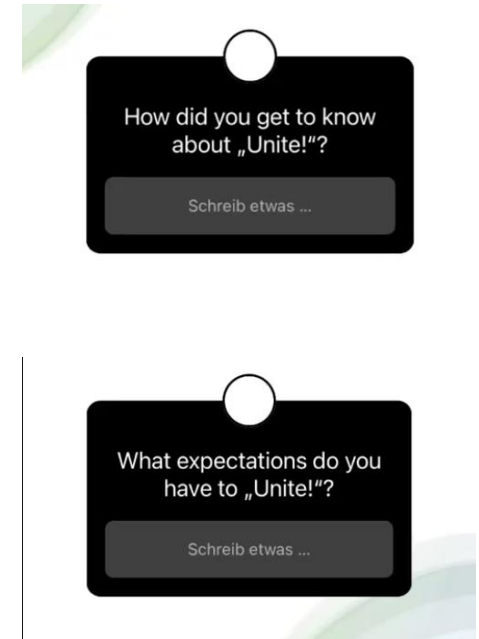 How did you get to know
about „Unite!“?
Schreib etwas ...
What expectations do you
have to „Unite!“?
Schreib etwas ...